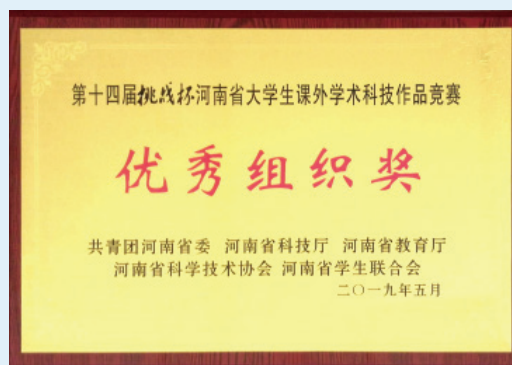 第十四届挑战杯河南省大学生课外学术科技作品竞赛
优秀组织奖
共青团河南省委 河南省科技厅 河南省教育厅
河南省科学技术协会 河南省学生联合会
二〇一九年五月